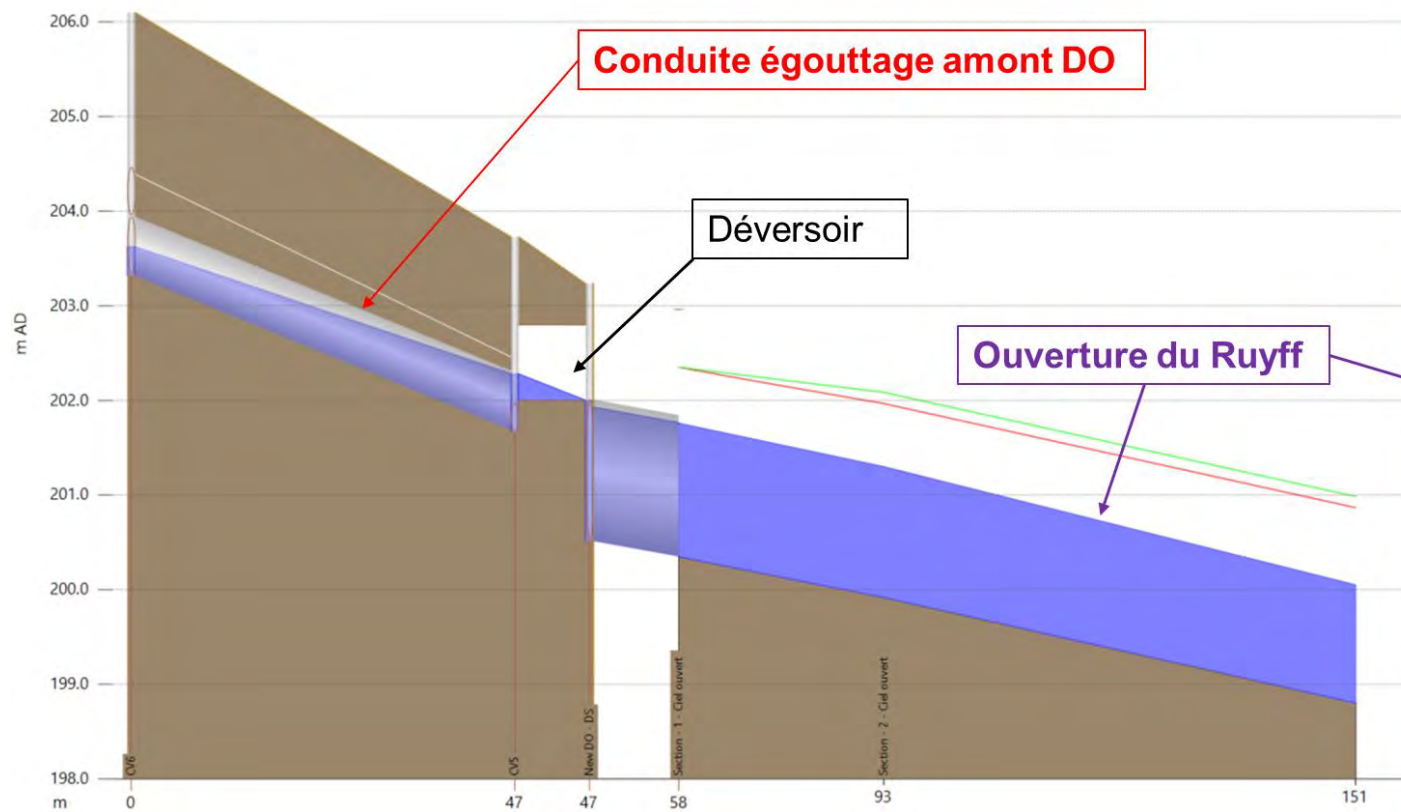 206.0
Conduite égouttage amont DO
205.0
204.0
Déversoir
203.0
m AD
Ouverture du Ruyff
202.0
201.0
200.0
199.0
198.0
CV6
CV5
New DO - DS
Section - 1 - Ciel ouvert
Section - 2 - Ciel ouvert
m 0 47 47 58 93 151